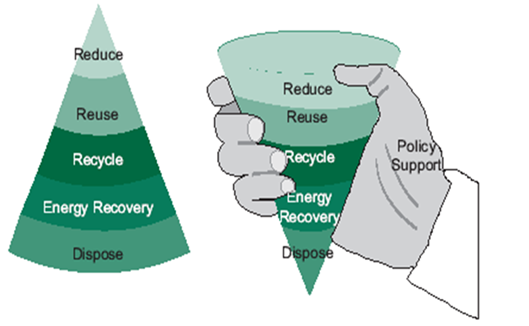 Reduce
Reuse
Recycle
Energy Recovery
Dispose
Reduce
Reuse
Recycle
Energy
Recovery
Dispose
Policy
Support